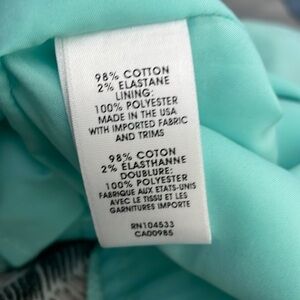 98% COTTON
2% ELASTANE
LINING:
100% POLYESTER
MADE IN THE USA
WITH IMPORTED FABRIC
AND TRIMS
98% COTON
2% ELASTHANNE
DOUBLURE:
100% POLYESTER
FABRIQUE AUX ETATS-UNIS
AVEC LE TISSU ET LES
GARNITURES IMPORTE
RN104533
CA00985